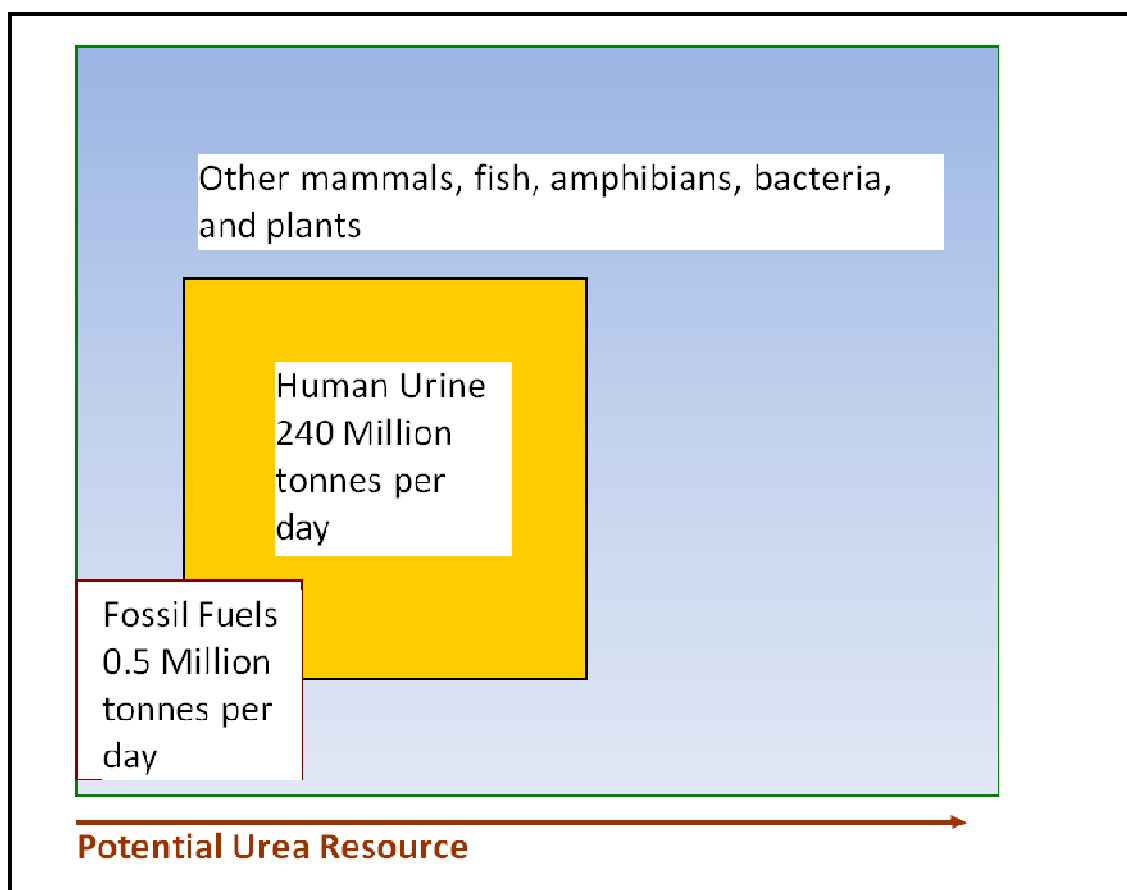 Other mammals, fish, amphibians, bacteria,
and plants
Human Urine
240 Million
tonnes per
day
Fossil Fuels
0.5 Million
tonnes per
day
Potential Urea Resource